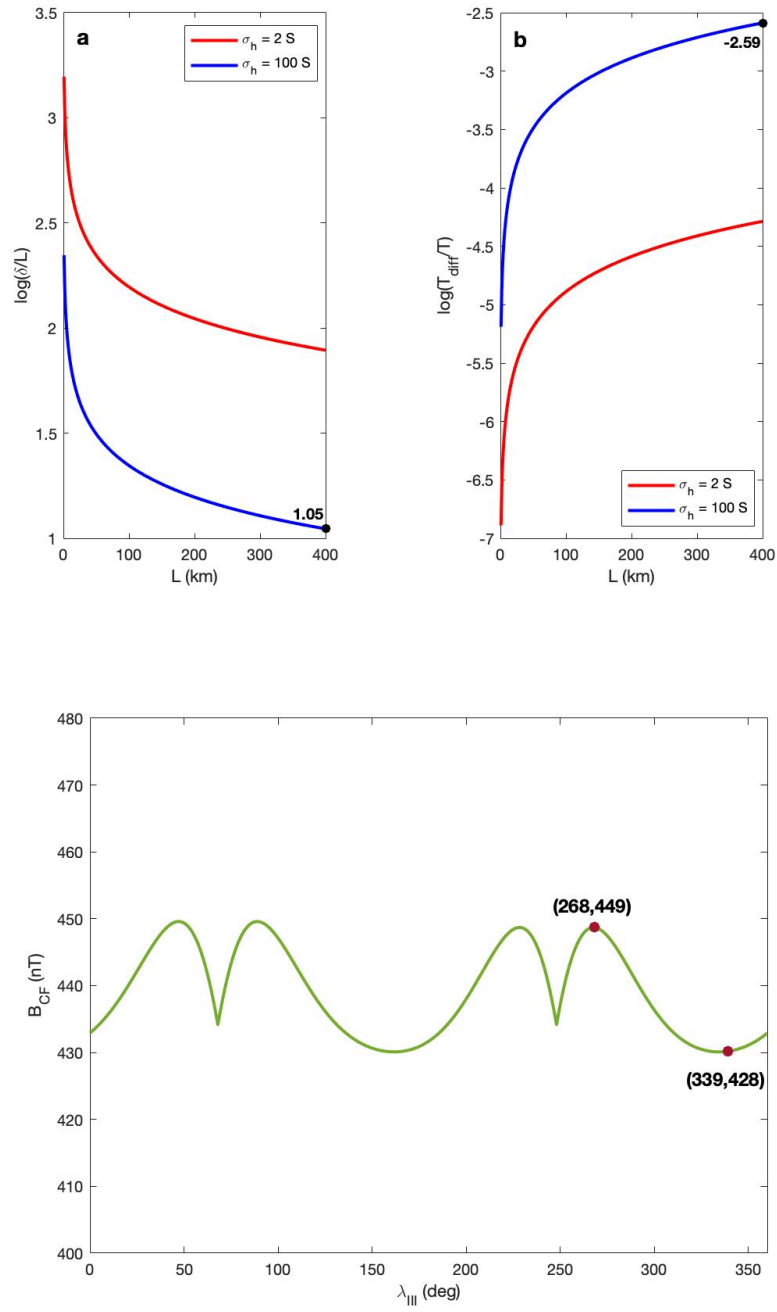 a
σh = 2 S
σh = 100 S
3.5
3
2.5
2
1.5
1
log(δ/L)
1.05
0 100 200 300 400
L (km)
b
-2.5
-3
-3.5
-4
-4.5
-5
-5.5
-6
-6.5
-7
log(Tdiff/T)
-2.59
σh = 2 S
σh = 100 S
0 100 200 300 400
L (km)
480
470
460
450
440
430
420
410
400
BCF (nT)
(268,449)
(339,428)
0 50 100 150 200 250 300 350
λIII (deg)